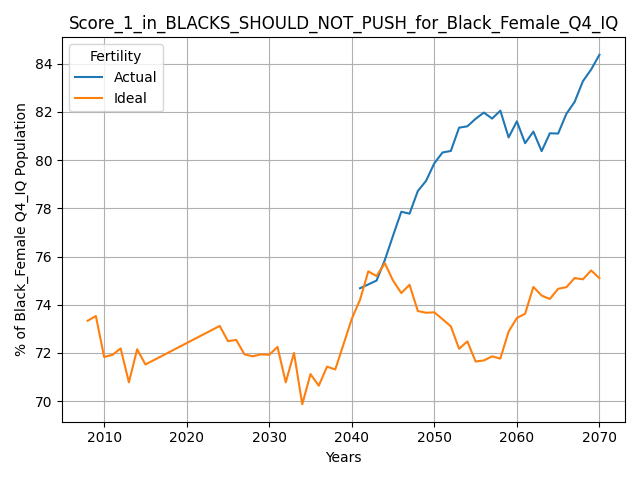 Score_1_in_BLACKS_SHOULD_NOT_PUSH_for_Black_Female_Q4_IQ
Fertility
Actual
Ideal
% of Black_Female Q4_IQ Population
84
82
80
78
76
74
72
70
2010
2020
2030
2040
2050
2060
2070
Years